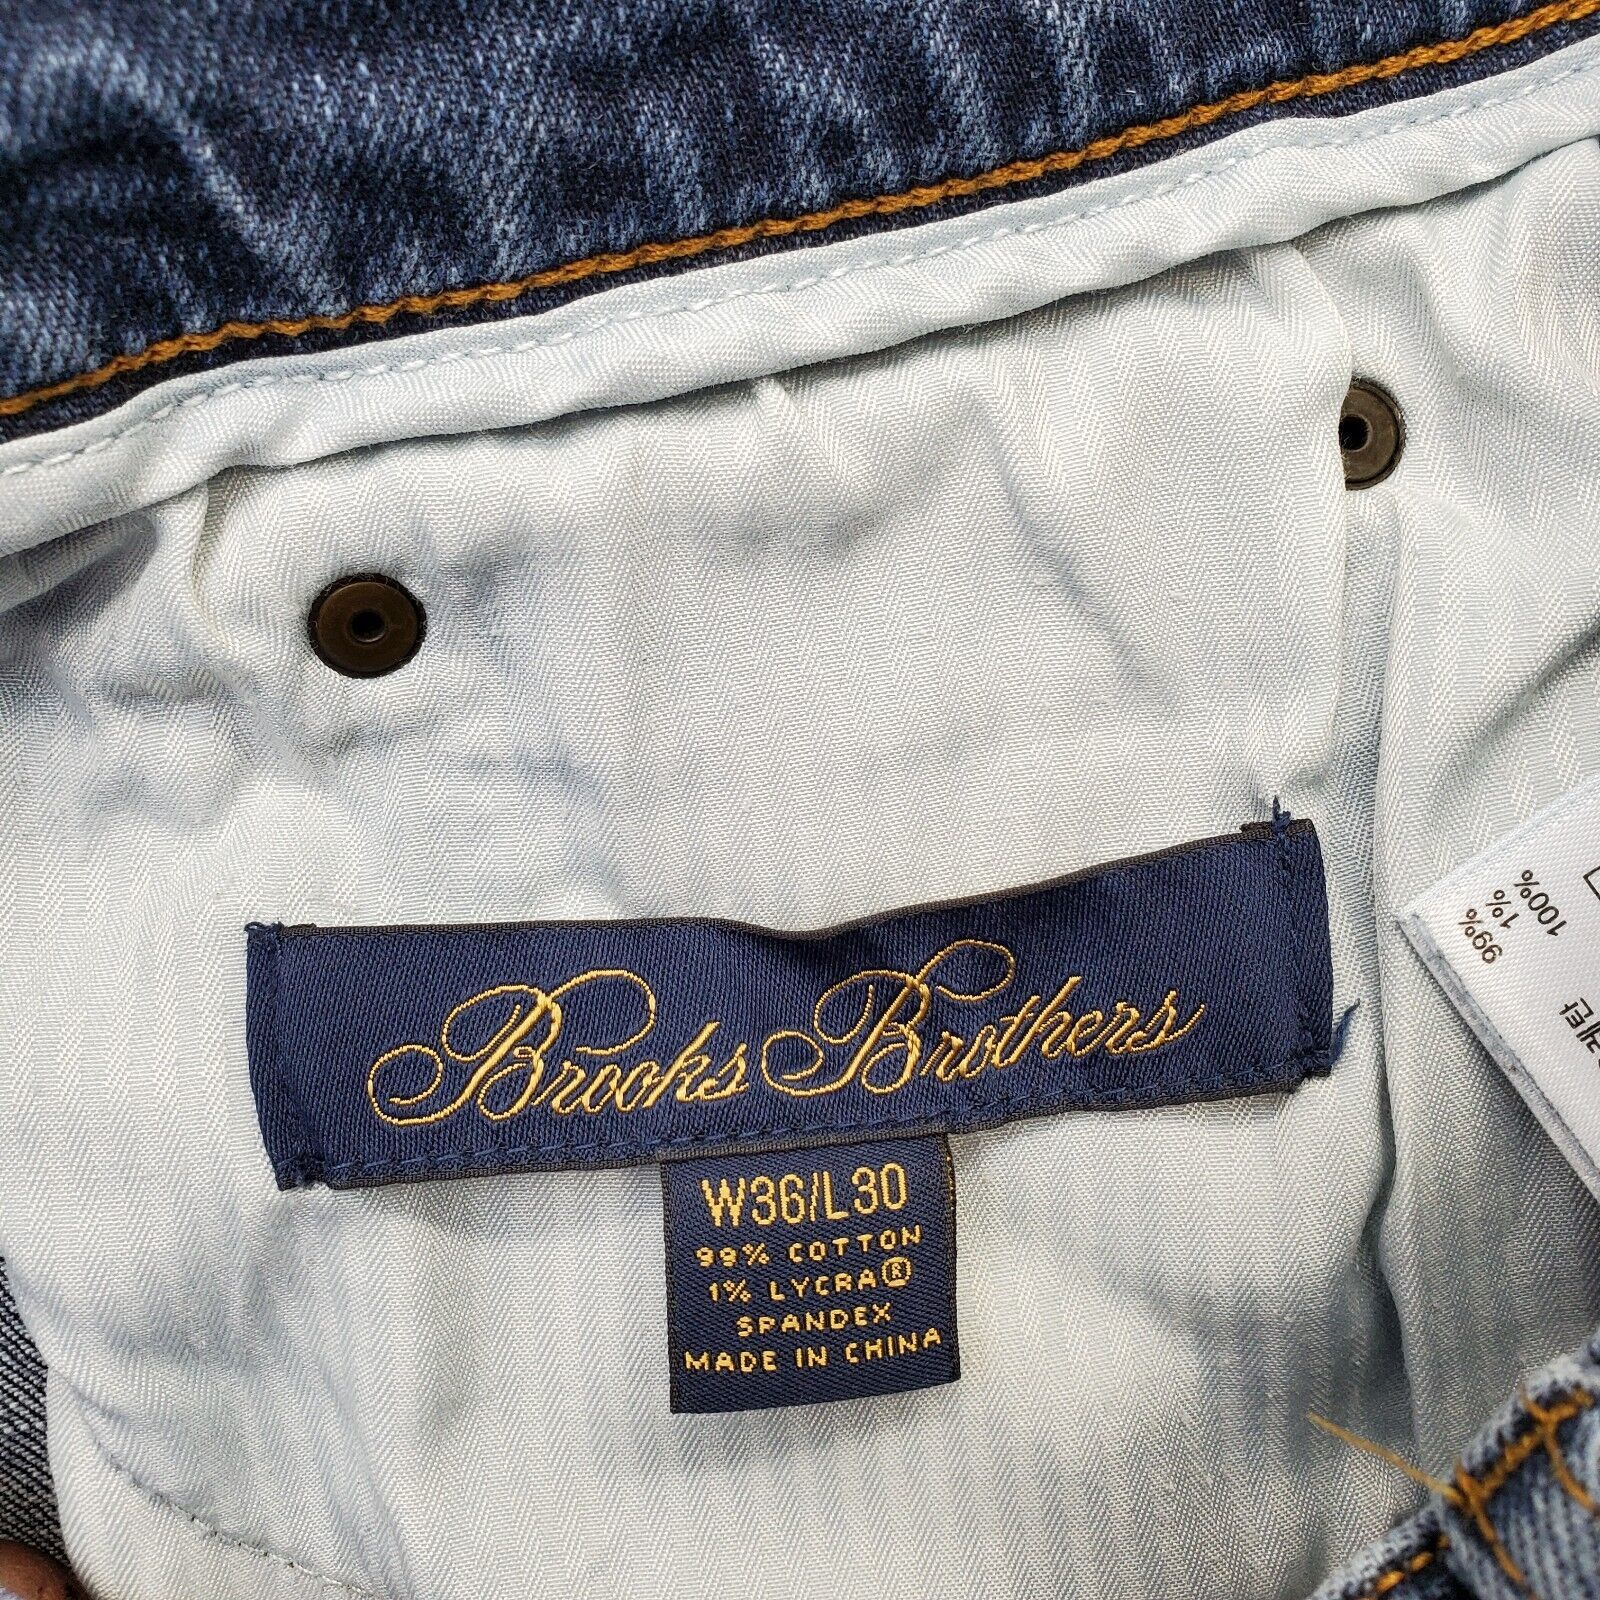 Brooks Brothers
W36/L30
99% COTTON
1% LYCRA®
SPANDEX
MADE IN CHINA
99%
1%
100%